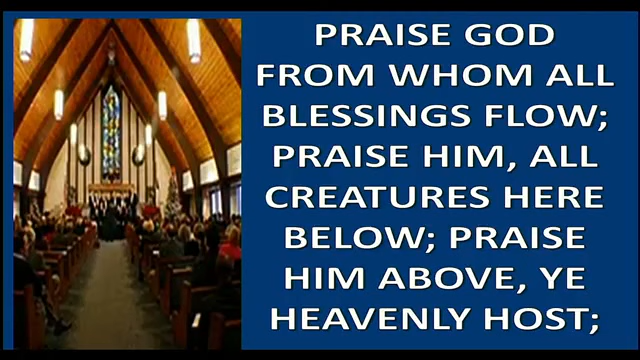 PRAISE GOD
FROM WHOM ALL
BLESSINGS FLOW;
PRAISE HIM, ALL
CREATURES HERE
BELOW; PRAISE
HIM ABOVE, YE
HEAVENLY HOST;